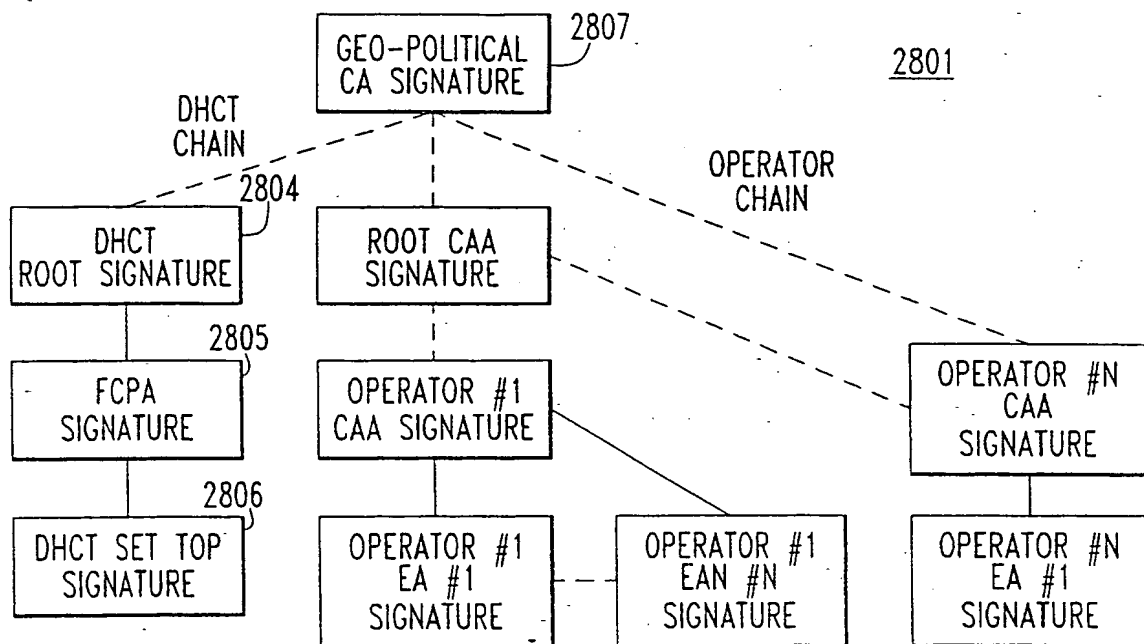 GEO-POLITICAL
CA SIGNATURE
2807
2801
DHCT
CHAIN
OPERATOR
CHAIN
2804
DHCT
ROOT SIGNATURE
ROOT CAA
SIGNATURE
2805
FCPA
SIGNATURE
OPERATOR #1
CAA SIGNATURE
OPERATOR #N
CAA
SIGNATURE
2806
DHCT SET TOP
SIGNATURE
OPERATOR #1
EA #1
SIGNATURE
OPERATOR #1
EAN #N
SIGNATURE
OPERATOR #N
EA #1
SIGNATURE